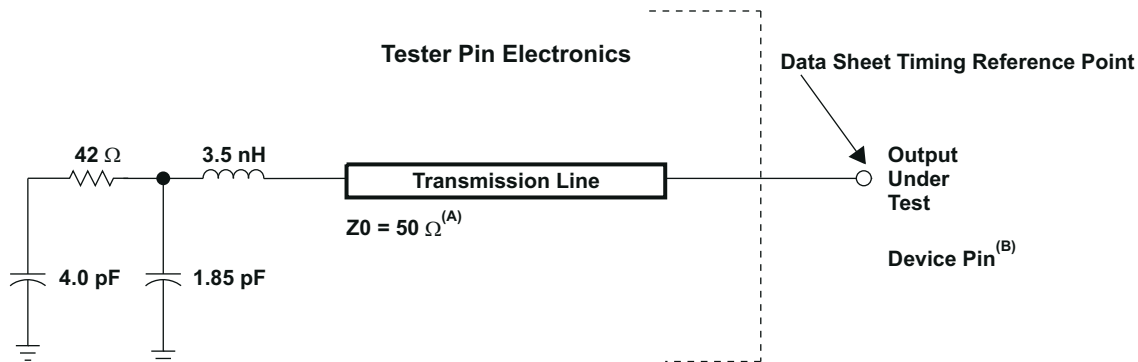 Tester Pin Electronics
Data Sheet Timing Reference Point
42 Ω
3.5 nH
Transmission Line
Output
Under
Test
Z0 = 50 Ω(A)
Device Pin(B)
4.0 pF
1.85 pF